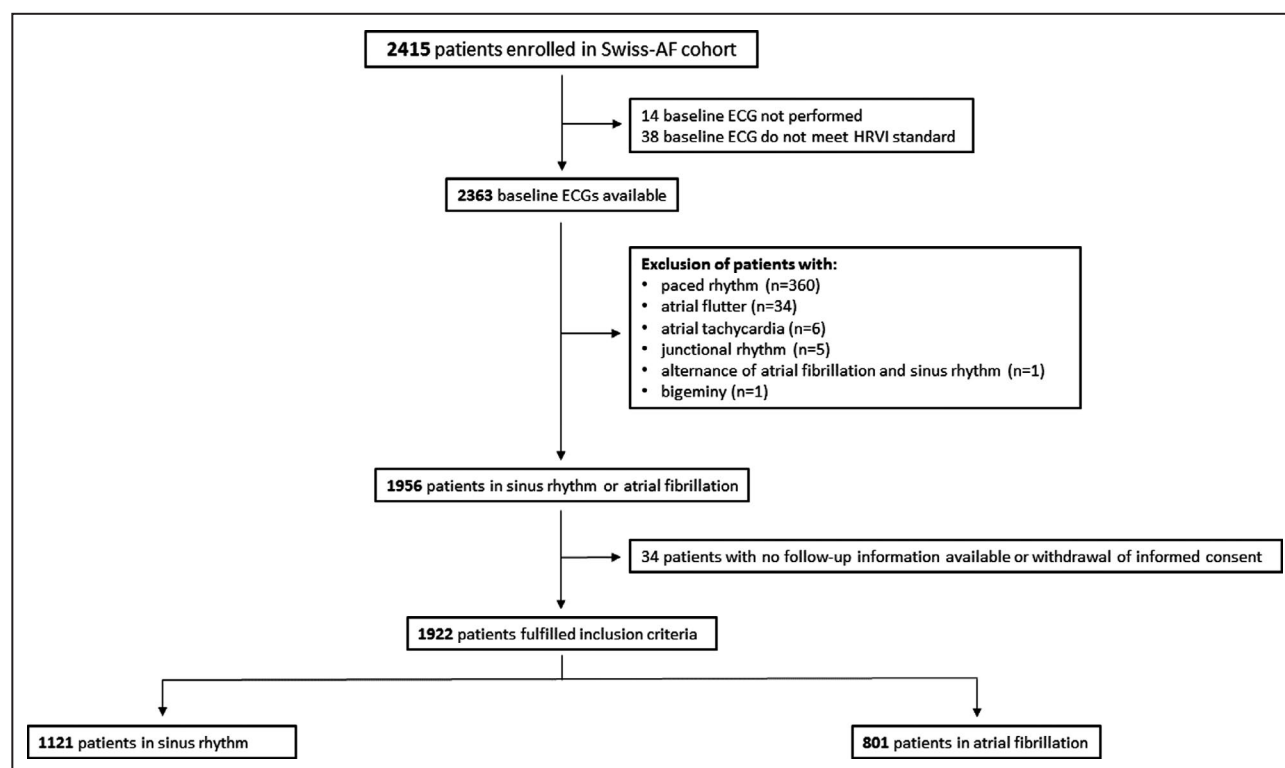 2415 patients enrolled in Swiss-AF cohort
14 baseline ECG not performed
38 baseline ECG do not meet HRVI standard
2363 baseline ECGs available
Exclusion of patients with:
• paced rhythm (n=360)
• atrial flutter (n=34)
• atrial tachycardia (n=6)
• junctional rhythm (n=5)
• alternance of atrial fibrillation and sinus rhythm (n=1)
• bigeminy (n=1)
1956 patients in sinus rhythm or atrial fibrillation
34 patients with no follow-up information available or withdrawal of informed consent
1922 patients fulfilled inclusion criteria
1121 patients in sinus rhythm
801 patients in atrial fibrillation